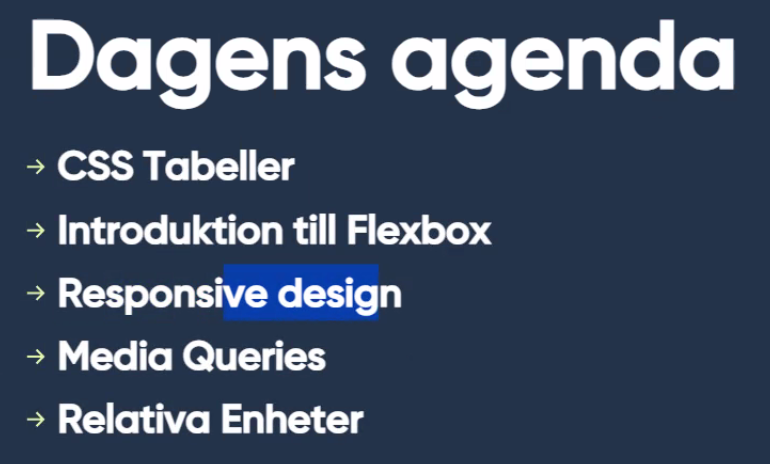 Dagens agenda
→ CSS Tabeller
→ Introduktion till Flexbox
→ Responsive design
→ Media Queries
→ Relativa Enheter